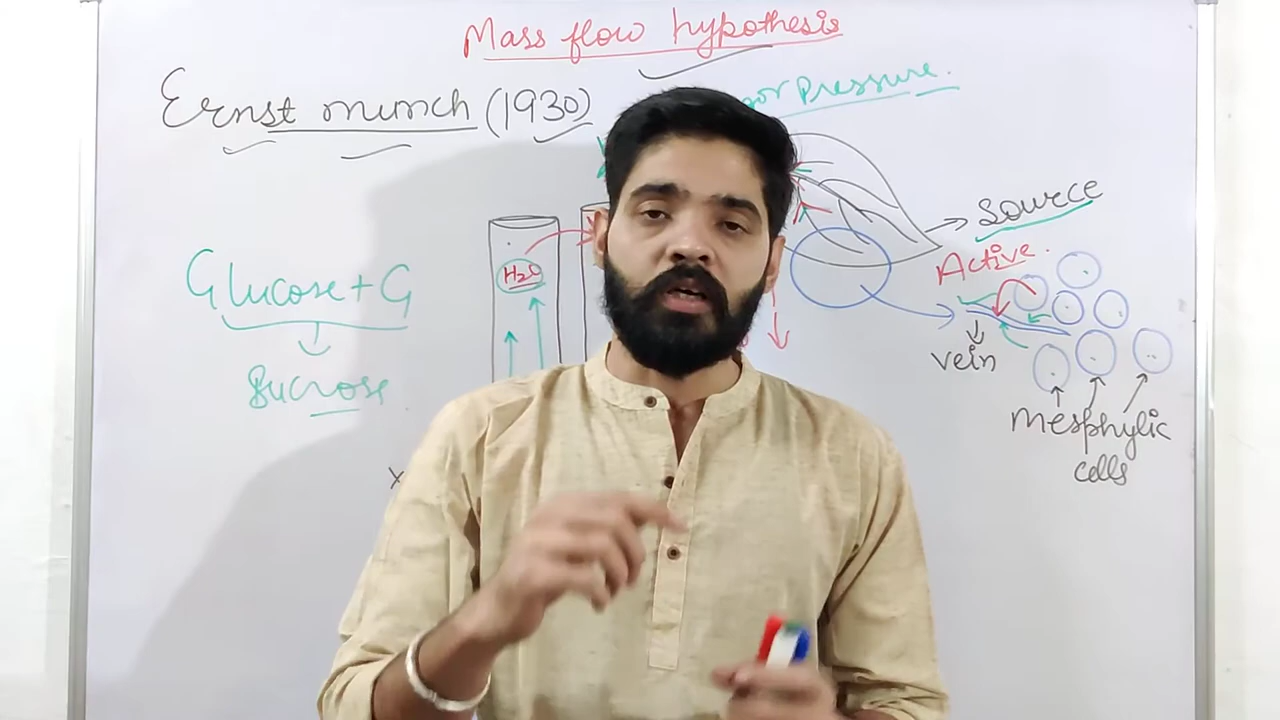 Mass flow hypothesis
Ernst munch (1930)
Pressure.
Source
Active.
H2O
Glucose + G
Sucrose
vein
mesphylic
cells